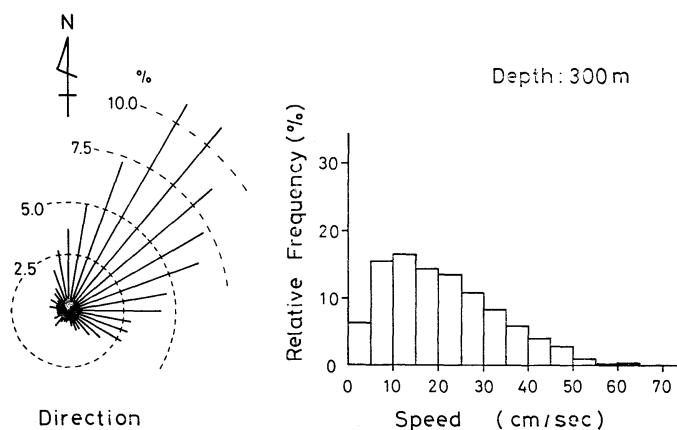 N
%
10.0
7.5
5.0
2.5
Direction
Depth: 300m
Relative Frequency (%)
30
20
10
0
0 10 20 30 40 50 60 70
Speed (cm/sec)